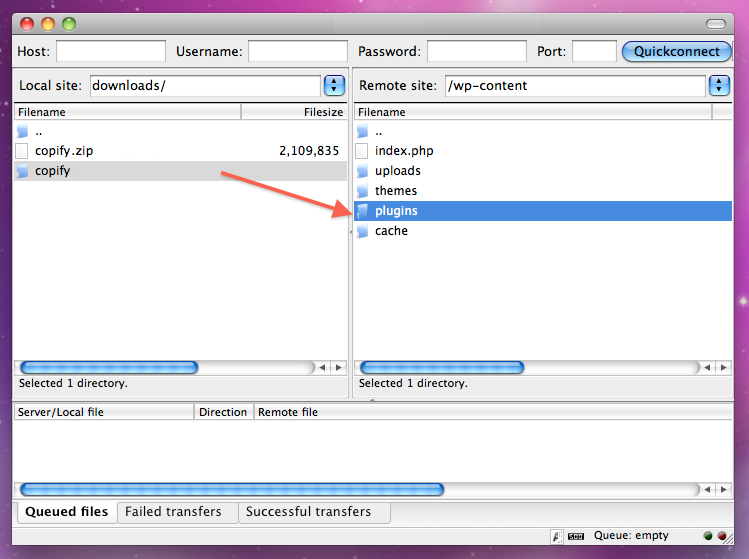 Host: Username: Password: Port: Quickconnect
Local site: downloads/
Filename Filesize
..
copify.zip 2,109,835
copify
Selected 1 directory.
Remote site: /wp-content
Filename
..
index.php
uploads
themes
plugins
cache
Selected 1 directory.
Server/Local file Direction Remote file
Queued files Failed transfers Successful transfers
Queue: empty